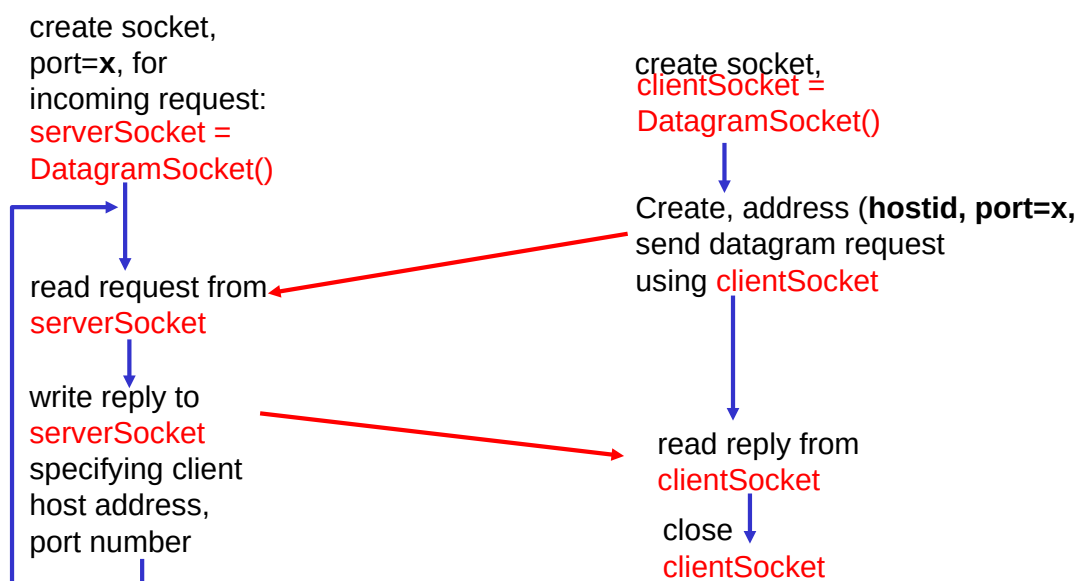 create socket,
port=x, for
incoming request:
serverSocket =
DatagramSocket()
read request from
serverSocket
write reply to
serverSocket
specifying client
host address,
port number
create socket,
clientSocket =
DatagramSocket()
Create, address (hostid, port=x,
send datagram request
using clientSocket
read reply from
clientSocket
close
clientSocket